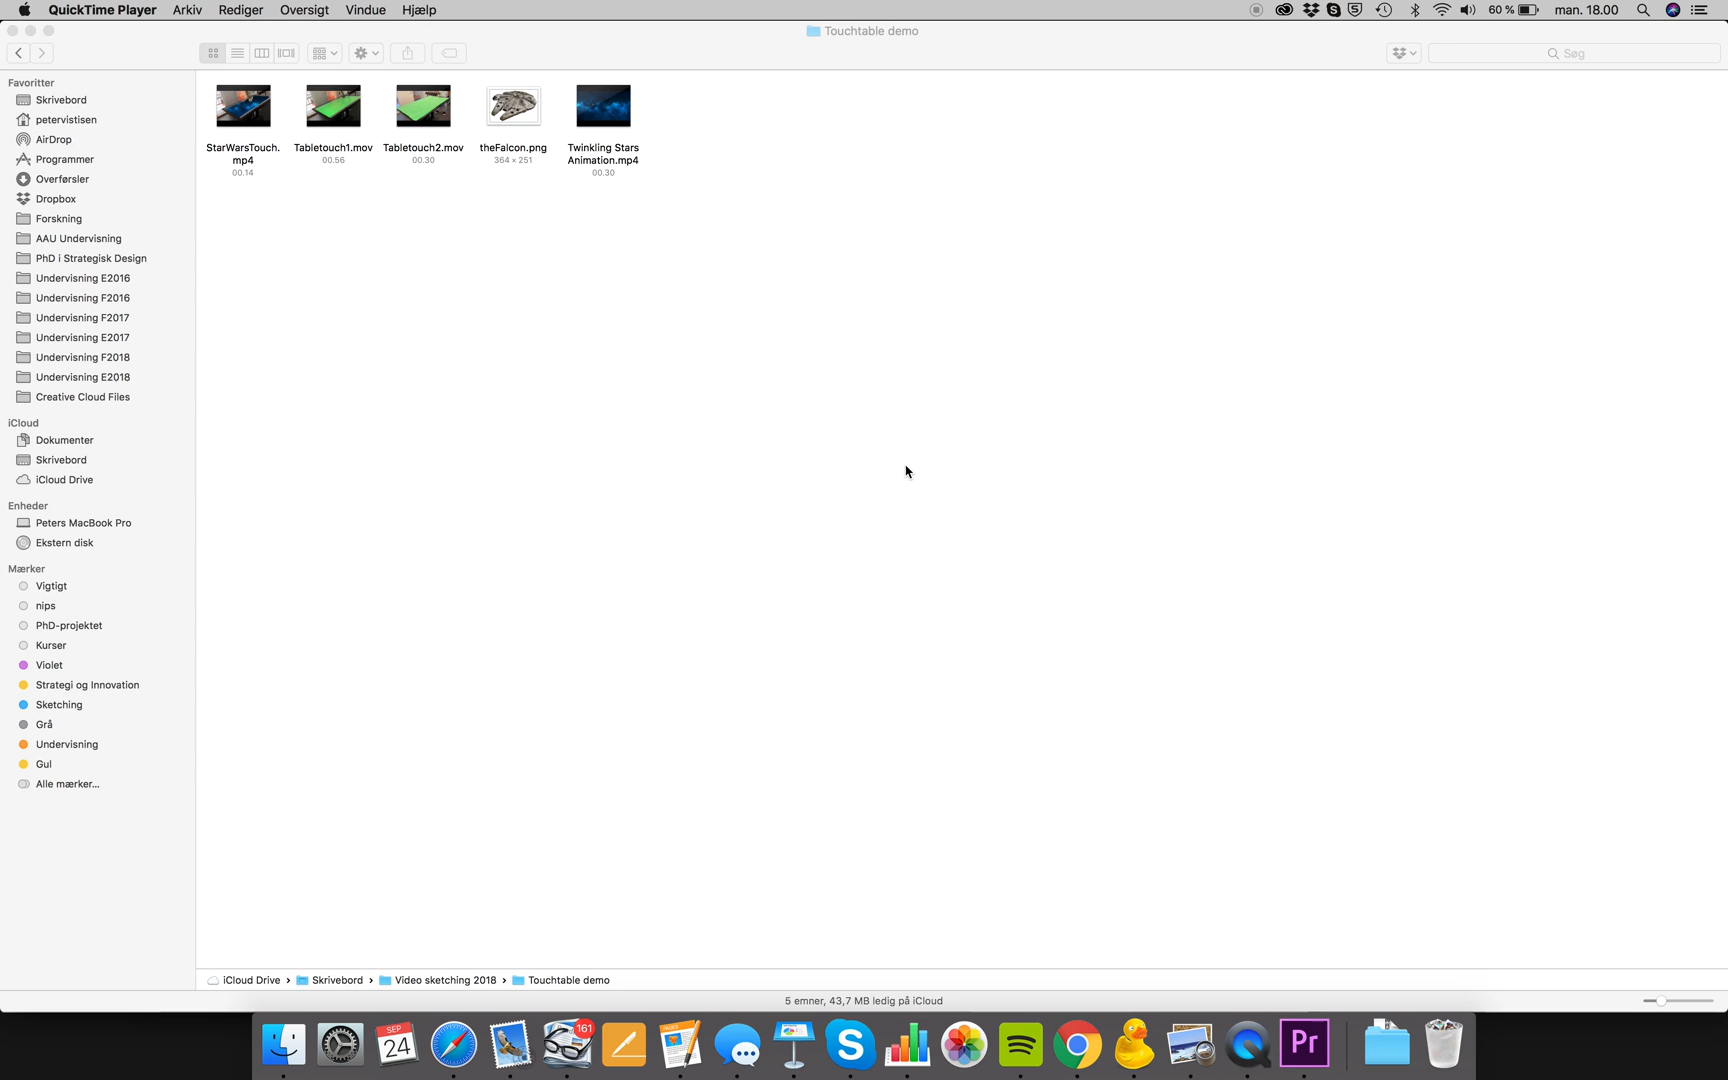 QuickTime Player Arkiv Rediger Oversigt Vindue Hjælp 60 % man. 18.00
Touchtable demo
Søg
Favoritter
Skrivebord
petervistisen
AirDrop
Programmer
Overførsler
Dropbox
Forskning
AAU Undervisning
PhD i Strategisk Design
Undervisning E2016
Undervisning F2016
Undervisning F2017
Undervisning E2017
Undervisning F2018
Undervisning E2018
Creative Cloud Files
iCloud
Dokumenter
Skrivebord
iCloud Drive
Enheder
Peters MacBook Pro
Ekstern disk
Mærker
Vigtigt
nips
PhD-projektet
Kurser
Violet
Strategi og Innovation
Sketching
Grå
Undervisning
Gul
Alle mærker...
StarWarsTouch.
mp4
00.14
Tabletouch1.mov
00.56
Tabletouch2.mov
00.30
theFalcon.png
364 × 251
Twinkling Stars
Animation.mp4
00.30
iCloud Drive › Skrivebord › Video sketching 2018 › Touchtable demo
5 emner, 43,7 MB ledig på iCloud
SEP
24
161
PAGES
Pr